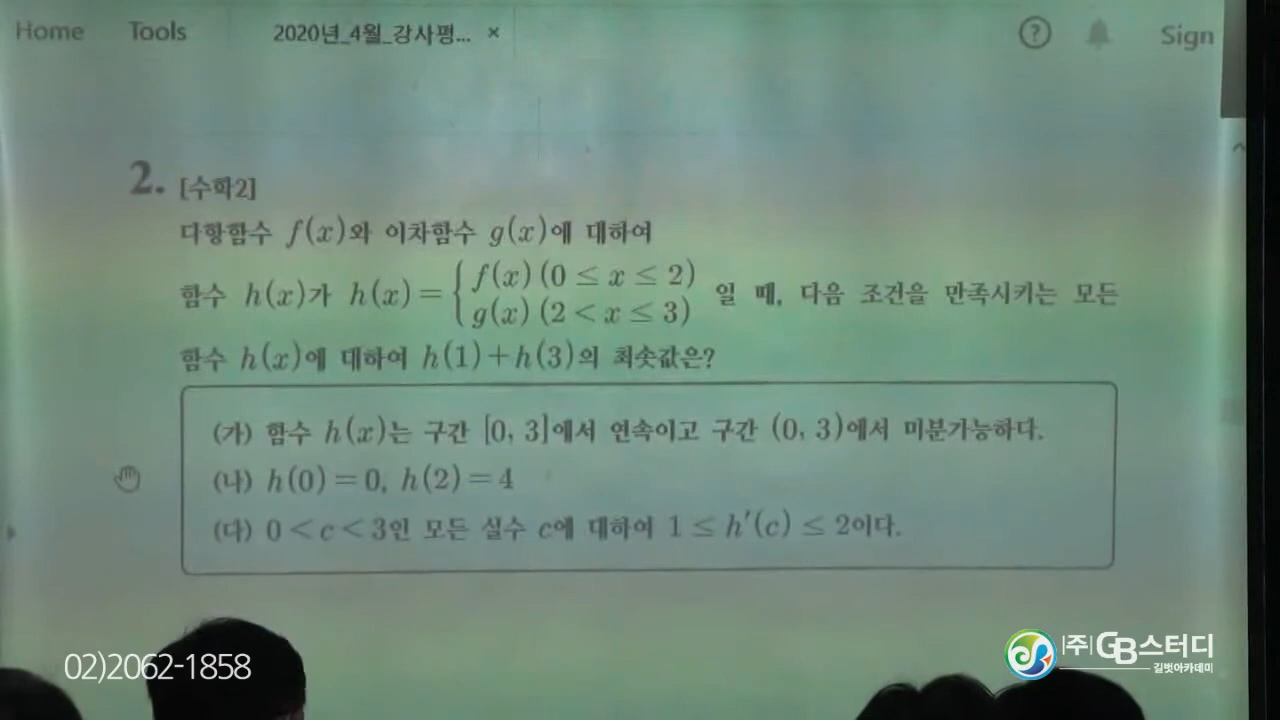 Home Tools 2020년_4월_강사평... × ? Sign
2. [수학2]
다항함수 f(x)와 이차함수 g(x)에 대하여
함수 h(x)가 h(x) = { f(x) (0 ≤ x ≤ 2)
g(x) (2 < x ≤ 3) 일 때, 다음 조건을 만족시키는 모든
함수 h(x)에 대하여 h(1)+h(3)의 최솟값은?
(가) 함수 h(x)는 구간 [0, 3]에서 연속이고 구간 (0, 3)에서 미분가능하다.
(나) h(0) = 0, h(2) = 4
(다) 0 < c < 3인 모든 실수 c에 대하여 1 ≤ h′(c) ≤ 2이다.
02)2062-1858
(주)GB스터디
길벗아카데미